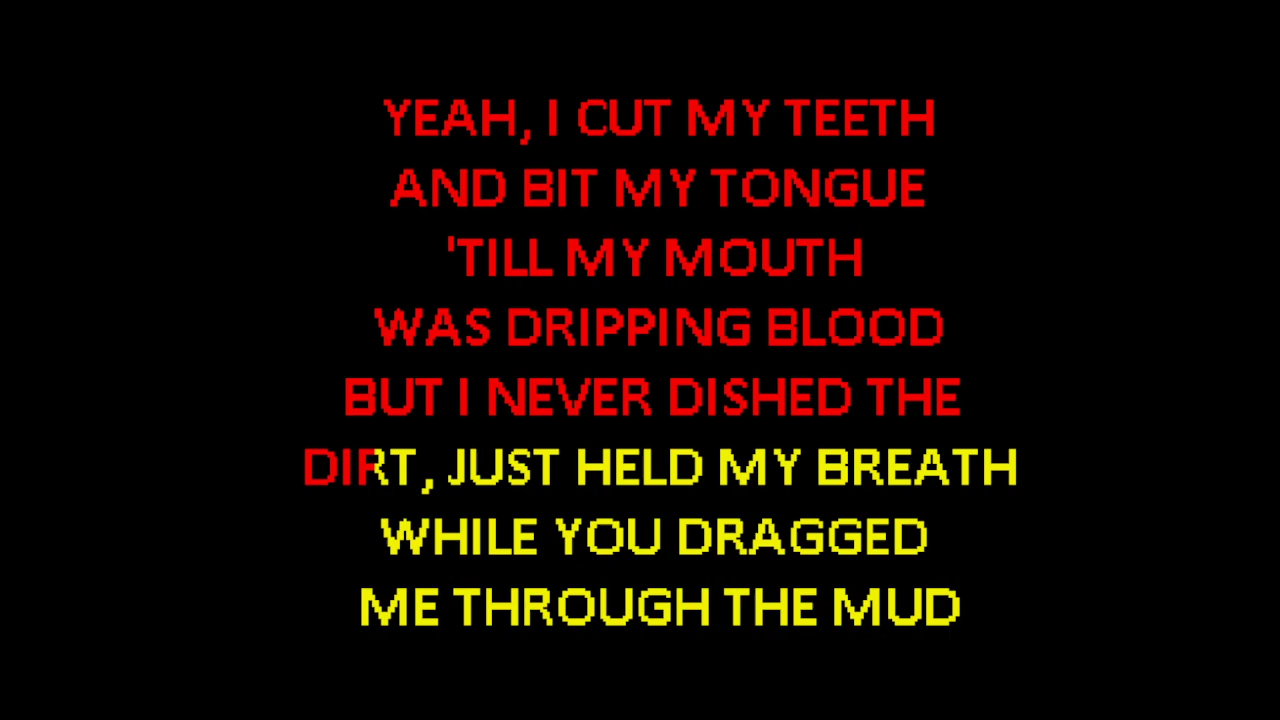 YEAH, I CUT MY TEETH
AND BIT MY TONGUE
'TILL MY MOUTH
WAS DRIPPING BLOOD
BUT I NEVER DISHED THE
DIRT, JUST HELD MY BREATH
WHILE YOU DRAGGED
ME THROUGH THE MUD